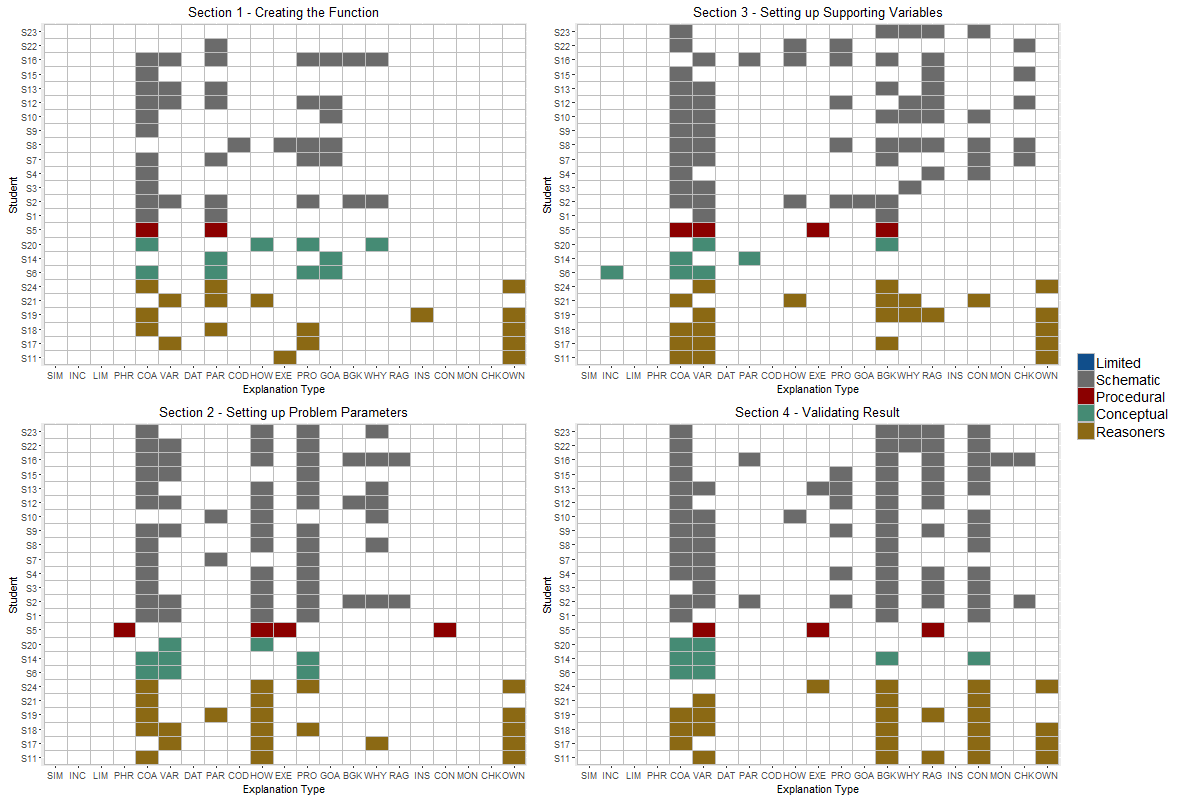 Section 1 - Creating the Function
Student
S23
S22
S16
S15
S13
S12
S10
S9
S8
S7
S4
S3
S2
S1
S5
S20
S14
S6
S24
S21
S19
S18
S17
S11
SIM INC LIM PHR COA VAR DAT PAR COD HOW EXE PRO GOA BGK WHY RAG INS CON MON CHK OWN
Explanation Type
Section 3 - Setting up Supporting Variables
Student
S23
S22
S16
S15
S13
S12
S10
S9
S8
S7
S4
S3
S2
S1
S5
S20
S14
S6
S24
S21
S19
S18
S17
S11
SIM INC LIM PHR COA VAR DAT PAR COD HOW EXE PRO GOA BGK WHY RAG INS CON MON CHK OWN
Explanation Type
Section 2 - Setting up Problem Parameters
Student
S23
S22
S16
S15
S13
S12
S10
S9
S8
S7
S4
S3
S2
S1
S5
S20
S14
S6
S24
S21
S19
S18
S17
S11
SIM INC LIM PHR COA VAR DAT PAR COD HOW EXE PRO GOA BGK WHY RAG INS CON MON CHK OWN
Explanation Type
Section 4 - Validating Result
Student
S23
S22
S16
S15
S13
S12
S10
S9
S8
S7
S4
S3
S2
S1
S5
S20
S14
S6
S24
S21
S19
S18
S17
S11
SIM INC LIM PHR COA VAR DAT PAR COD HOW EXE PRO GOA BGK WHY RAG INS CON MON CHK OWN
Explanation Type
Limited
Schematic
Procedural
Conceptual
Reasoners